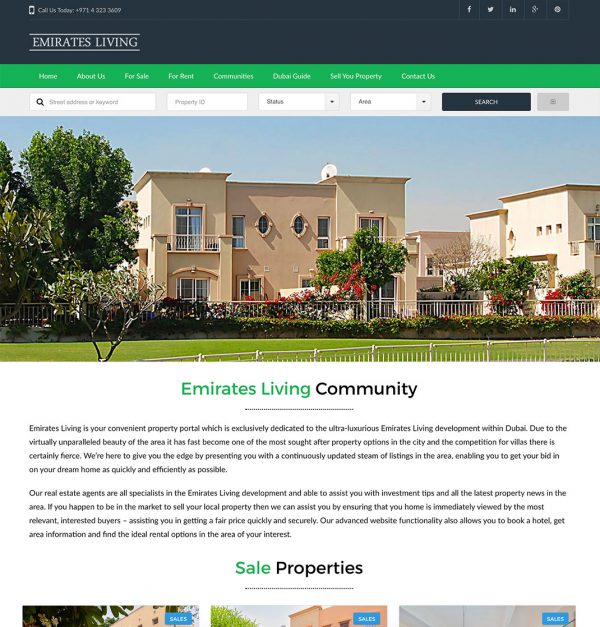 Call Us Today: +971 4 323 3609
EMIRATES LIVING
Home About Us For Sale For Rent Communities Dubai Guide Sell You Property Contact Us
Street address or keyword Property ID Status Area SEARCH
Emirates Living Community
Emirates Living is your convenient property portal which is exclusively dedicated to the ultra-luxurious Emirates Living development within Dubai. Due to the
virtually unparalleled beauty of the area it has fast become one of the most sought after property options in the city and the competition for villas there is
certainly fierce. We're here to give you the edge by presenting you with a continuously updated steam of listings in the area, enabling you to get your bid in
on your dream home as quickly and efficiently as possible.
Our real estate agents are all specialists in the Emirates Living development and able to assist you with investment tips and all the latest property news in the
area. If you happen to be in the market to sell your local property then we can assist you by ensuring that you home is immediately viewed by the most
relevant, interested buyers – assisting you in getting a fair price quickly and securely. Our advanced website functionality also allows you to book a hotel, get
area information and find the ideal rental options in the area of your interest.
Sale Properties
SALES SALES SALES